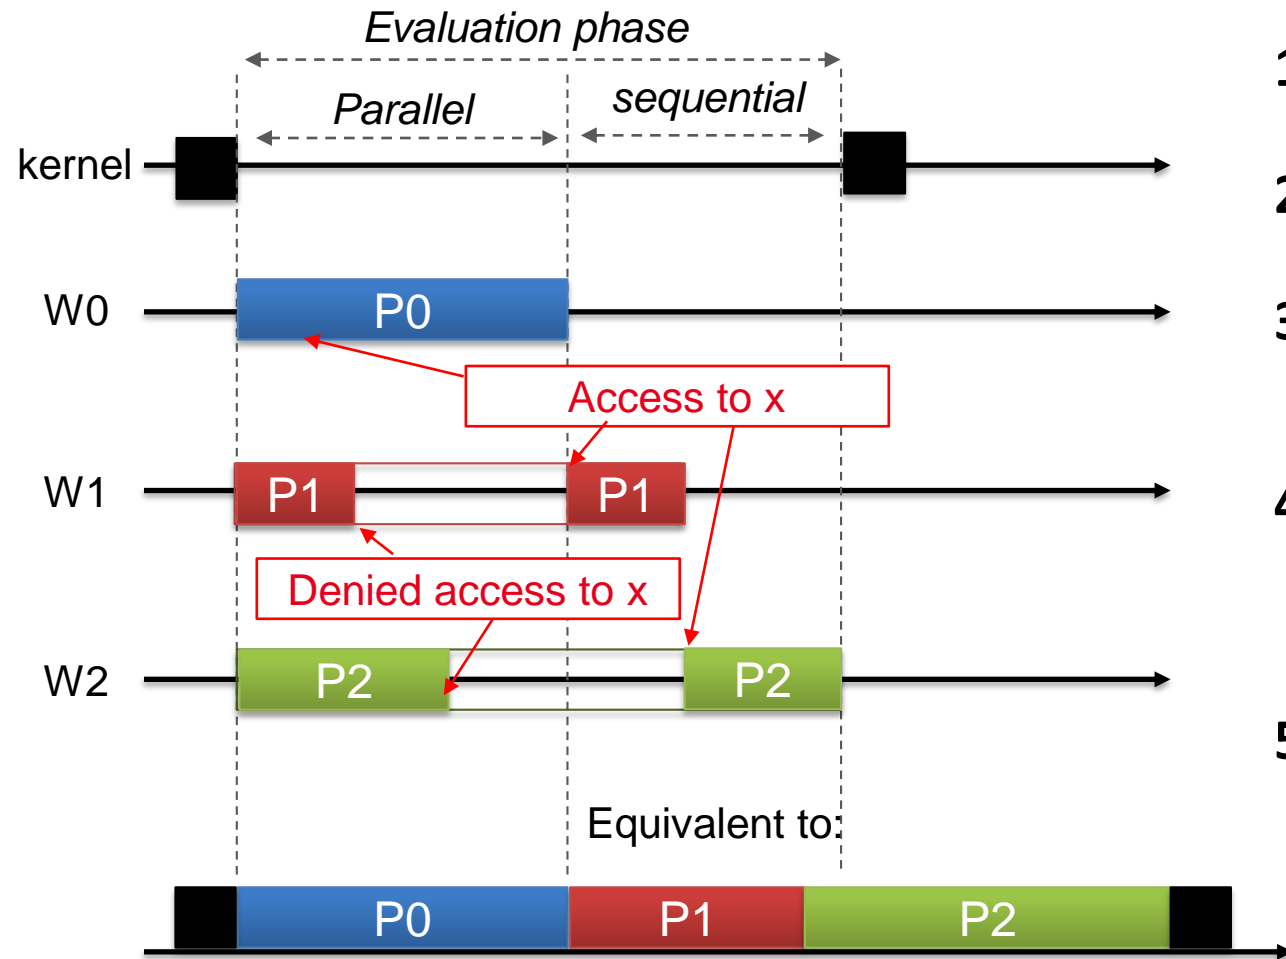 Evaluation phase
Parallel
sequential
kernel
W0
P0
Access to x
W1
P1
P1
Denied access to x
W2
P2
P2
Equivalent to:
P0
P1
P2